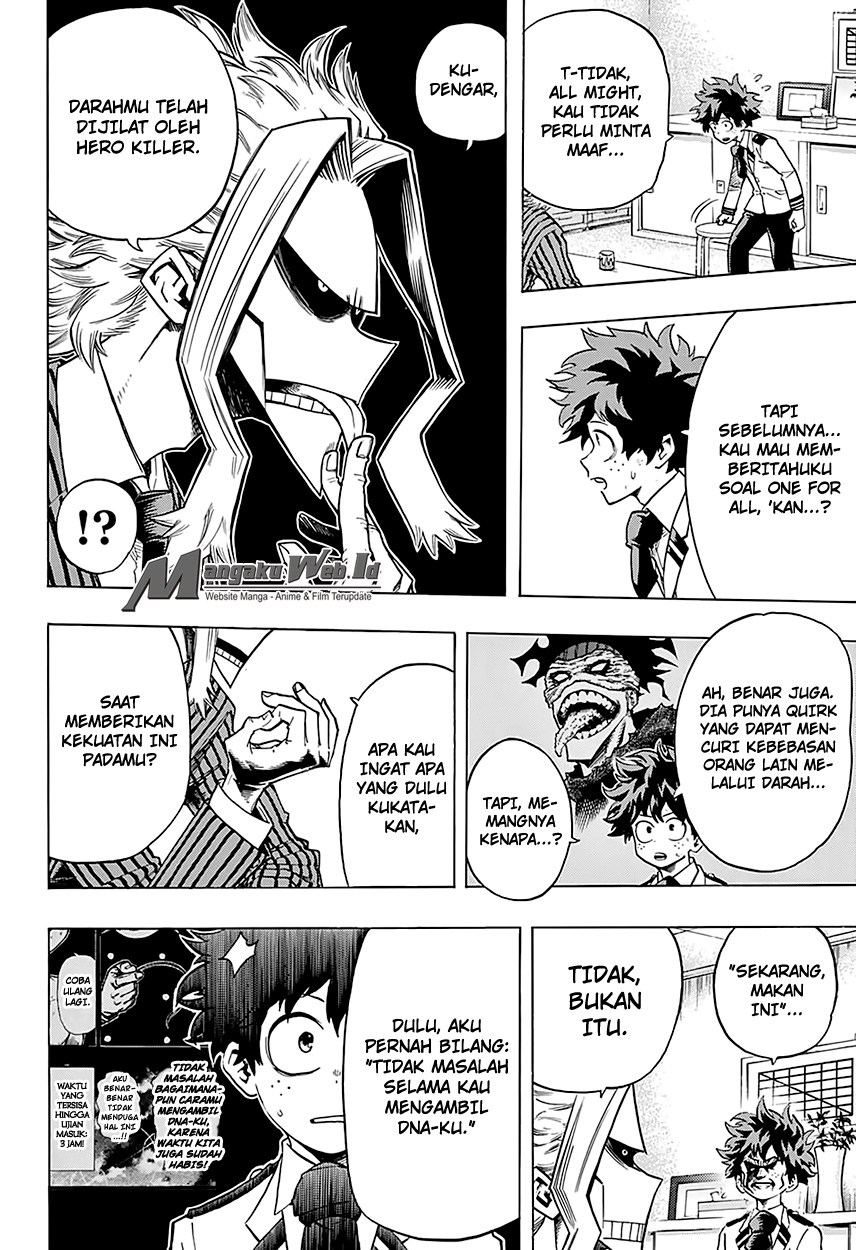 T-TIDAK,
ALL MIGHT,
KAU TIDAK
PERLU MINTA
MAAF...
TAPI
SEBELUMNYA...
KAU MAU MEM-
BERITAHUKU
SOAL ONE FOR
ALL, 'KAN...?
KU-
DENGAR,
DARAHMU TELAH
DIJILAT OLEH
HERO KILLER.
!?
Mangaku Web.Id
Website Manga - Anime & Film Terupdate
AH, BENAR JUGA.
DIA PUNYA QUIRK
YANG DAPAT MEN-
CURI KEBEBASAN
ORANG LAIN ME-
LALUI DARAH...
TAPI, ME-
MANGNYA
KENAPA...?
APA KAU
INGAT APA
YANG DULU
KUKATA-
KAN,
SAAT
MEMBERIKAN
KEKUATAN INI
PADAMU?
"SEKARANG,
MAKAN
INI"...
TIDAK,
BUKAN
ITU.
DULU, AKU
PERNAH BILANG:
"TIDAK MASALAH
SELAMA KAU
MENGAMBIL
DNA-KU."
COBA
ULANG
LAGI.
TIDAK
MASALAH
BAGAIMANA-
PUN CARAMU
MENGAMBIL
DNA-KU,
KARENA
WAKTU KITA
JUGA SUDAH
HABIS!
AKU
BENAR-
BENAR
TIDAK
MENDUGA
HAL INI
...!!
WAKTU
YANG
TERSISA
HINGGA
UJIAN
MASUK:
3 JAM!